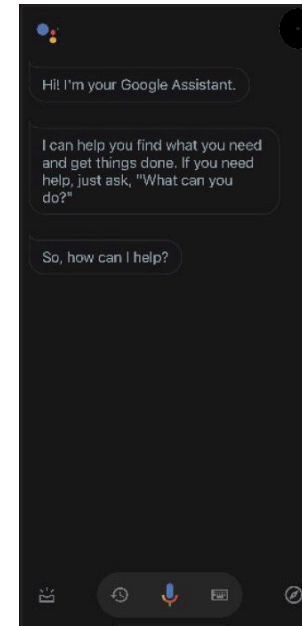 Hi! I'm your Google Assistant.
I can help you find what you need
and get things done. If you need
help, just ask, "What can you
do?"
So, how can I help?